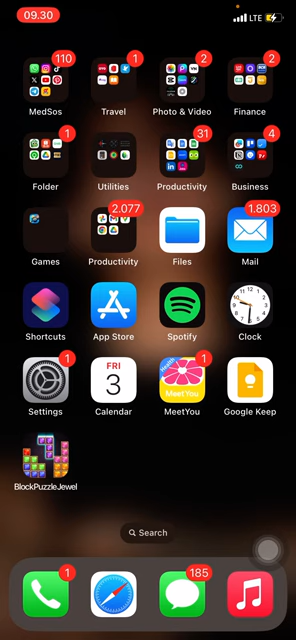 09.30
LTE
110
1
2
2
MedSos
Travel
Photo & Video
Finance
1
31
4
Folder
Utilities
Productivity
Business
2.077
1.803
Games
Productivity
Files
Mail
Shortcuts
App Store
Spotify
Clock
1
FRI
3
Health
MeetYou
1
Settings
Calendar
MeetYou
Google Keep
BlockPuzzleJewel
Search
1
185